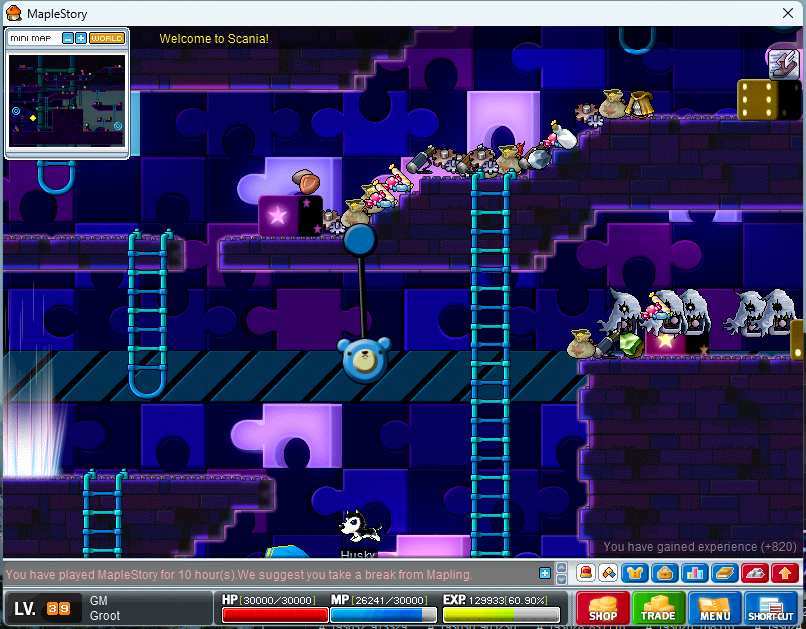 MapleStory
MINI MAP
WORLD
Welcome to Scania!
Husky
You have gained experience (+820)
You have played MapleStory for 10 hour(s).We suggest you take a break from Mapling.
LV. 39
GM
Groot
HP[30000/30000]
MP[26241/30000]
EXP 129933[60.90%]
SHOP
TRADE
MENU
SHORTCUT